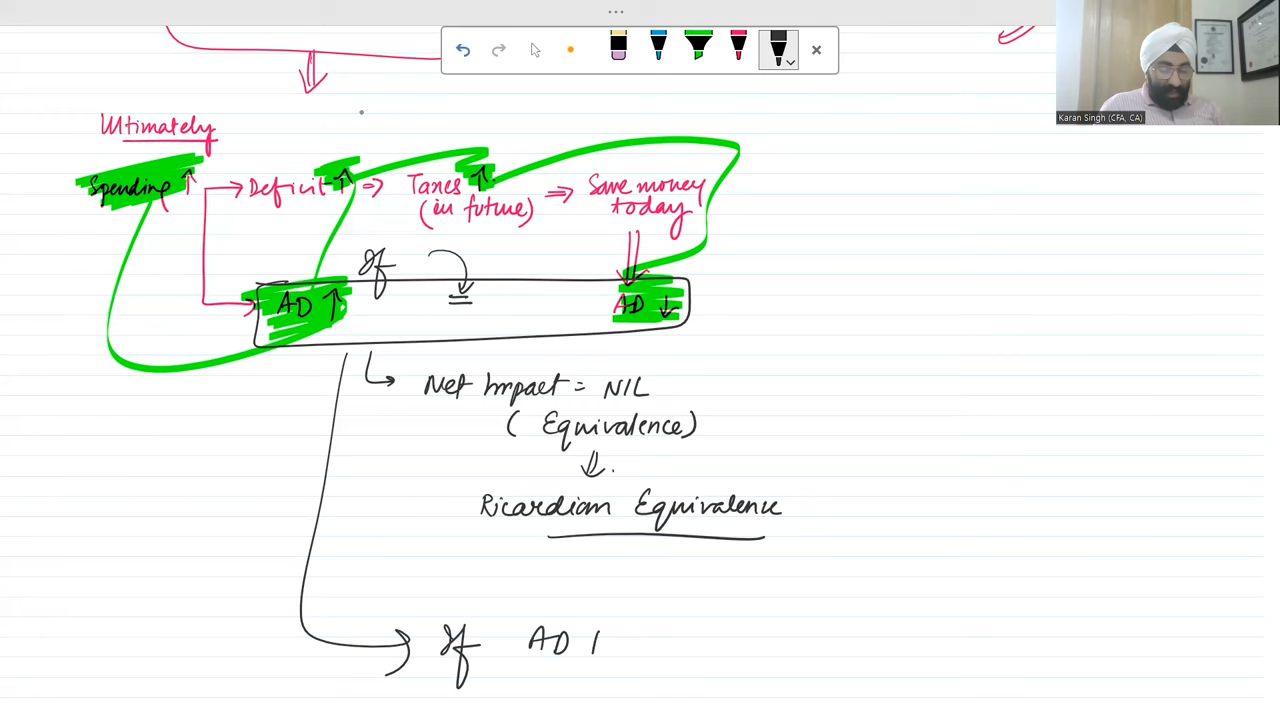 Karan Singh (CFA, CA)
Ultimately
Spending ↑ → Deficit ↑ ⇒ Taxes ↑ ⇒ Save money
(in future) today
If
AD ↑ = AD ↓
Net Impact = NIL
(Equivalence)
Ricardian Equivalence
If AD